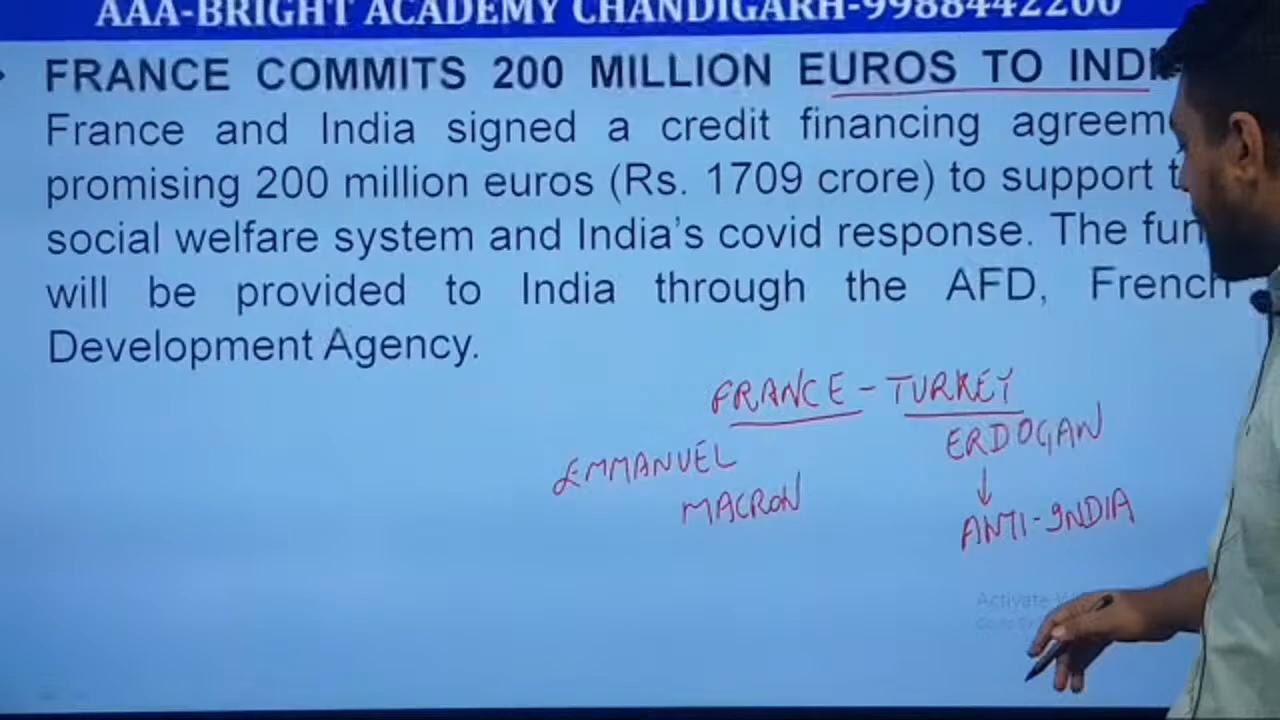 AAA-BRIGHT ACADEMY CHANDIGARH-9988442200
FRANCE COMMITS 200 MILLION EUROS TO
France and India signed a credit financing
promising 200 million euros (Rs. 1709 crore) to support
social welfare system and India's covid response. The
will be provided to India through the AFD, French
Development Agency.
FRANCE - TURKEY
EMMANUEL
MACRON
ERDOGAN
↓
ANTI-INDIA
Activate